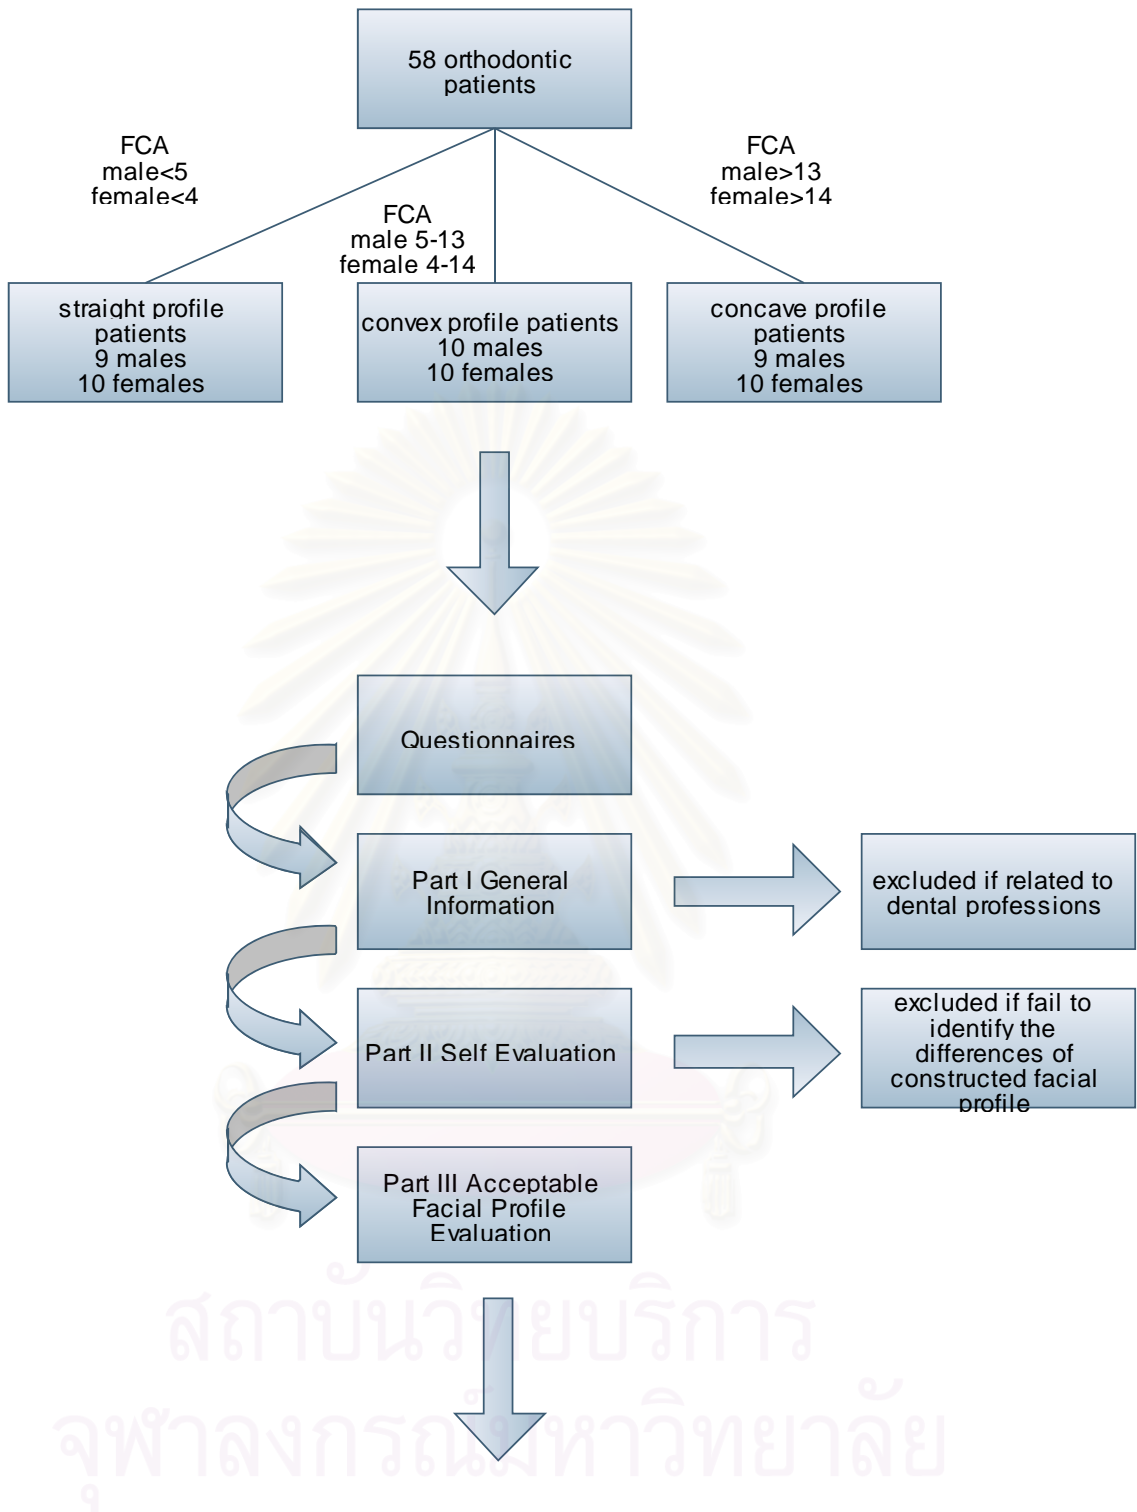 58 orthodontic
patients
FCA
male<5
female<4
FCA
male 5-13
female 4-14
FCA
male>13
female>14
straight profile
patients
9 males
10 females
convex profile patients
10 males
10 females
concave profile
patients
9 males
10 females
Questionnaires
Part I General
Information
excluded if related to
dental professions
Part II Self Evaluation
excluded if fail to
identify the
differences of
constructed facial
profile
Part III Acceptable
Facial Profile
Evaluation
สถาบันวิทยบริการ
จุฬาลงกรณ์มหาวิทยาลัย